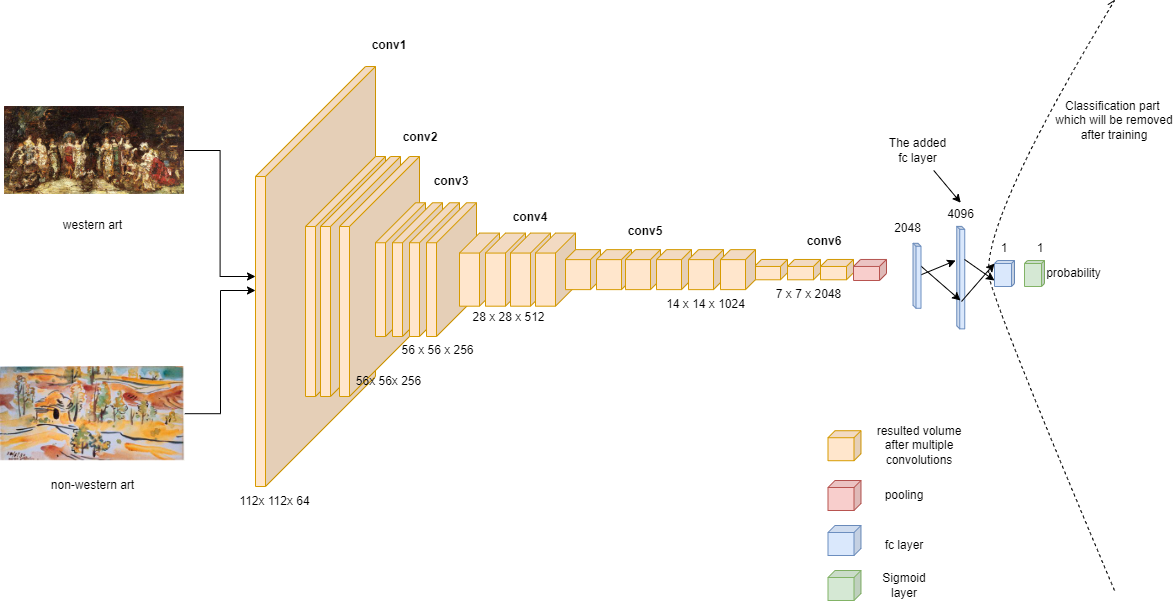 conv1
conv2
conv3
conv4
conv5
conv6
western art
non-western art
112x 112x 64
56x 56x 256
56 x 56 x 256
28 x 28 x 512
14 x 14 x 1024
7 x 7 x 2048
The added
fc layer
2048
4096
1
1
probability
Classification part
which will be removed
after training
resulted volume
after multiple
convolutions
pooling
fc layer
Sigmoid
layer